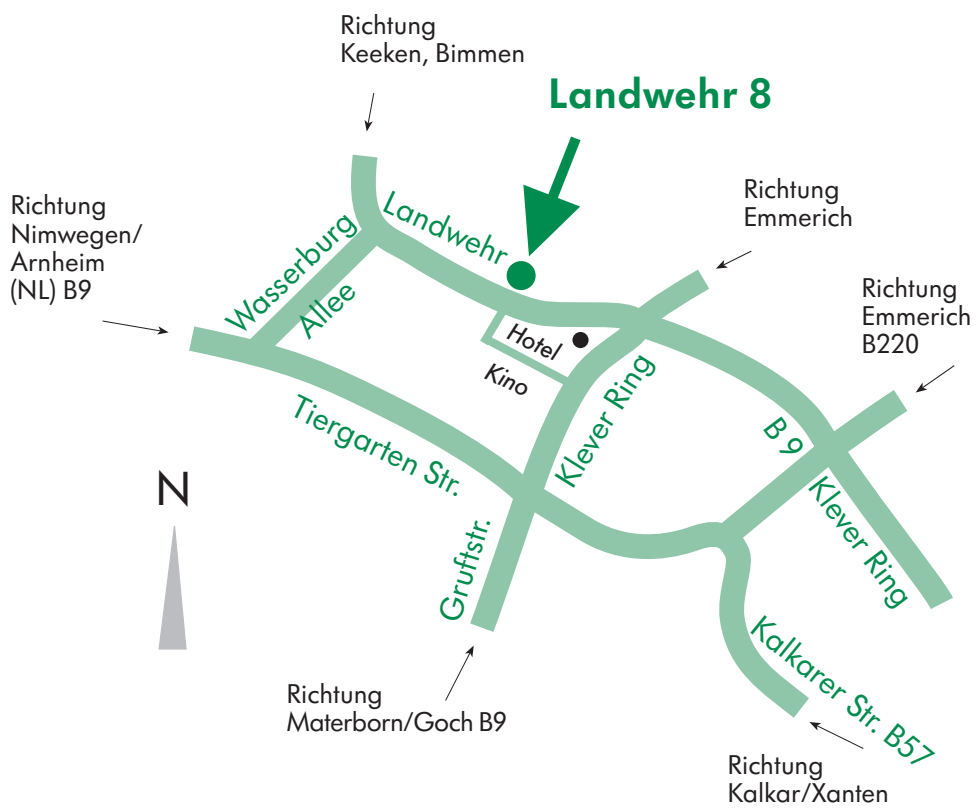 Richtung
Keeken, Bimmen
Landwehr 8
Richtung
Emmerich
Richtung
Nimwegen/
Arnheim
(NL) B9
Landwehr
Wasserburg
Allee
Richtung
Emmerich
B220
Hotel
Kino
Klever Ring
Tiergarten Str.
B 9
Klever Ring
N
Gruftstr.
Kalkarer Str. B57
Richtung
Materborn/Goch B9
Richtung
Kalkar/Xanten